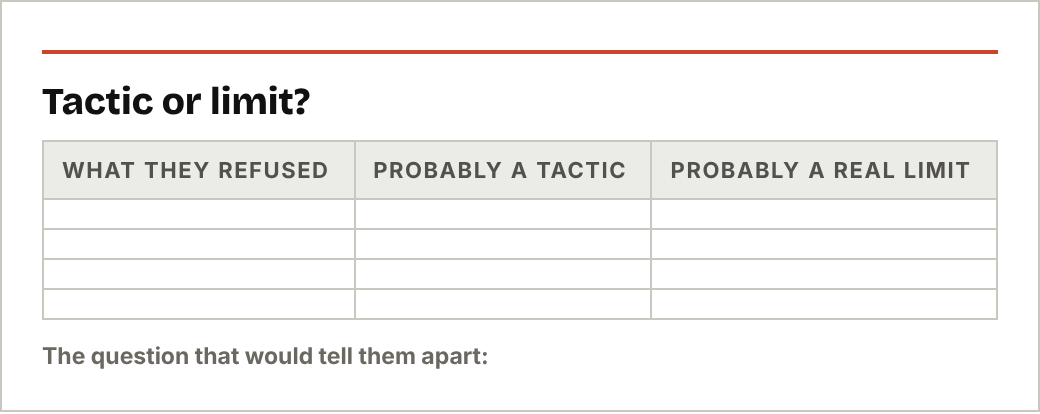 Tactic or limit?
WHAT THEY REFUSED PROBABLY A TACTIC PROBABLY A REAL LIMIT
The question that would tell them apart: